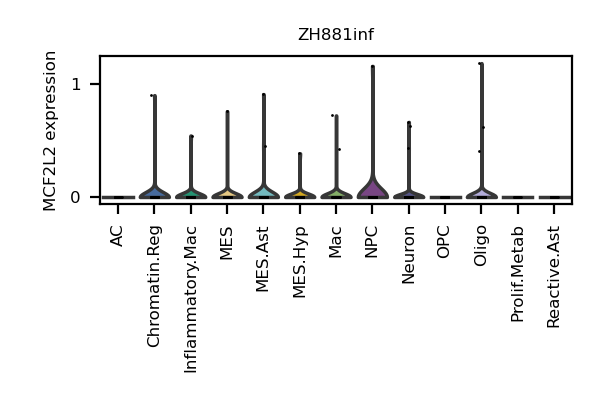 ZH881inf
MCF2L2 expression
1
0
AC
Chromatin.Reg
Inflammatory.Mac
MES
MES.Ast
MES.Hyp
Mac
NPC
Neuron
OPC
Oligo
Prolif.Metab
Reactive.Ast